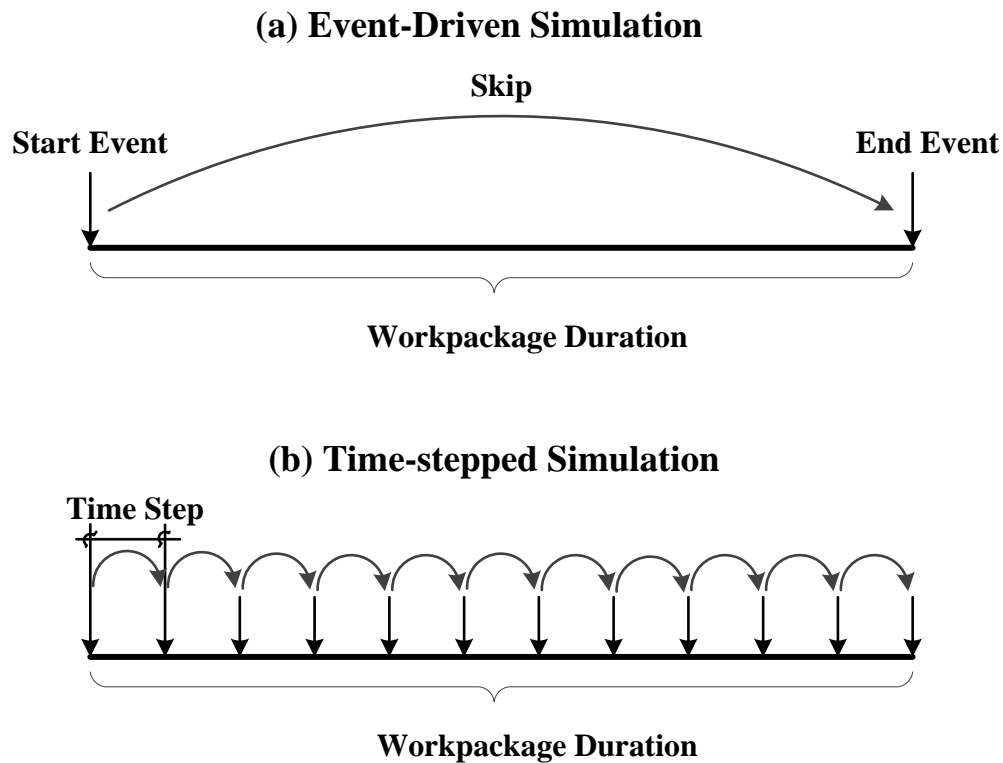 (a) Event-Driven Simulation
Skip
Start Event
End Event
Workpackage Duration
(b) Time-stepped Simulation
Time Step
Workpackage Duration